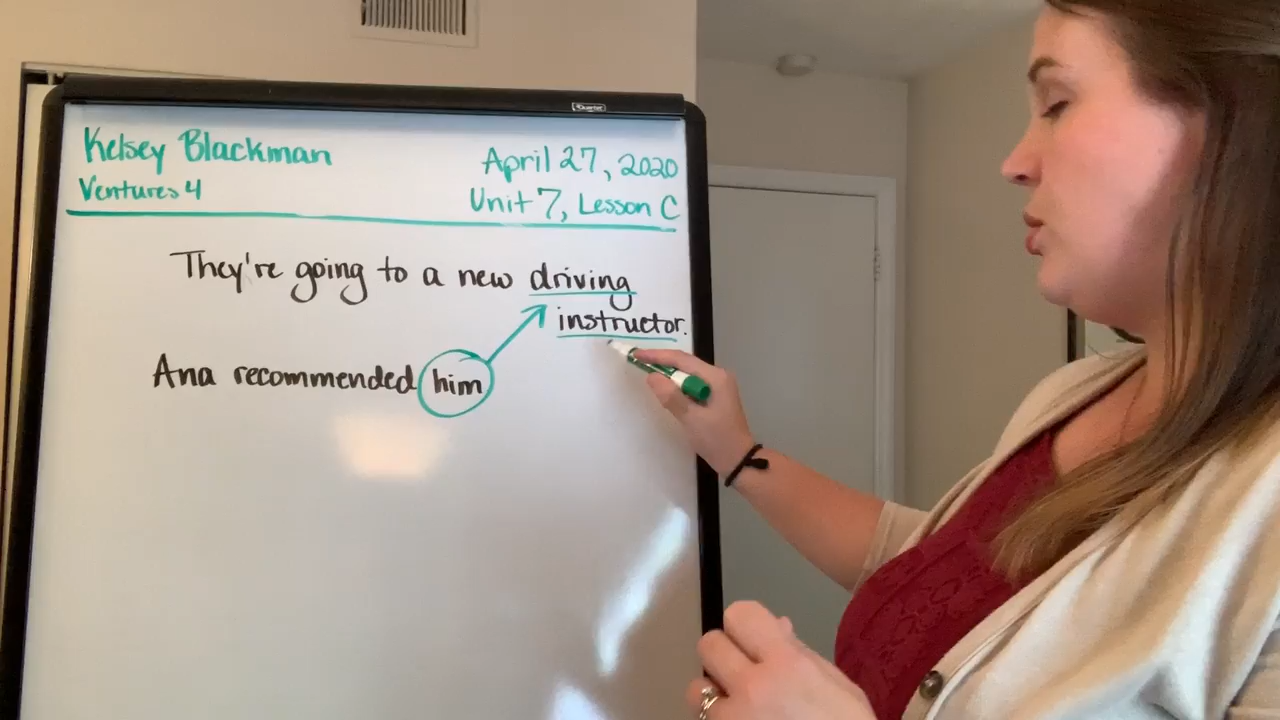 Quartet
Kelsey Blackman
April 27, 2020
Ventures 4
Unit 7, Lesson C
They're going to a new driving
instructor.
Ana recommended him